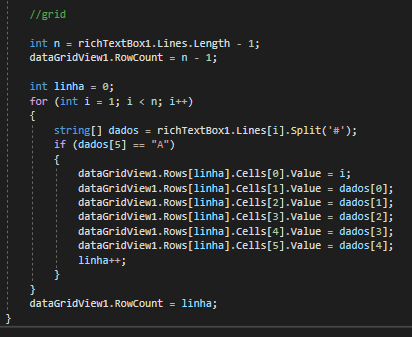 //grid
int n = richTextBox1.Lines.Length - 1;
dataGridView1.RowCount = n - 1;
int linha = 0;
for (int i = 1; i < n; i++)
{
string[] dados = richTextBox1.Lines[i].Split('#');
if (dados[5] == "A")
{
dataGridView1.Rows[linha].Cells[0].Value = i;
dataGridView1.Rows[linha].Cells[1].Value = dados[0];
dataGridView1.Rows[linha].Cells[2].Value = dados[1];
dataGridView1.Rows[linha].Cells[3].Value = dados[2];
dataGridView1.Rows[linha].Cells[4].Value = dados[3];
dataGridView1.Rows[linha].Cells[5].Value = dados[4];
linha++;
}
}
dataGridView1.RowCount = linha;
}